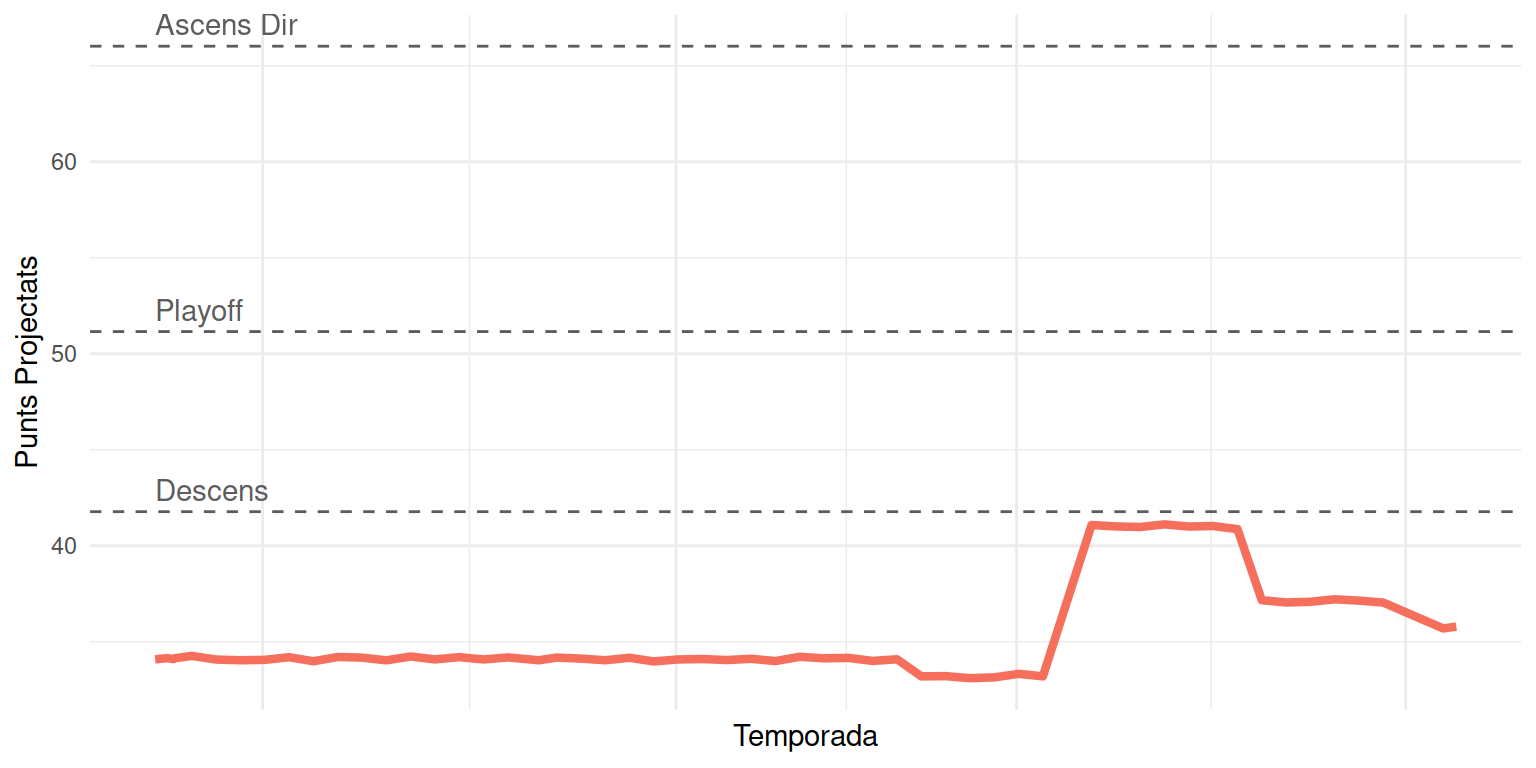 Ascens Dir
60
Playoff
50
Descens
40
Punts Projectats
Temporada